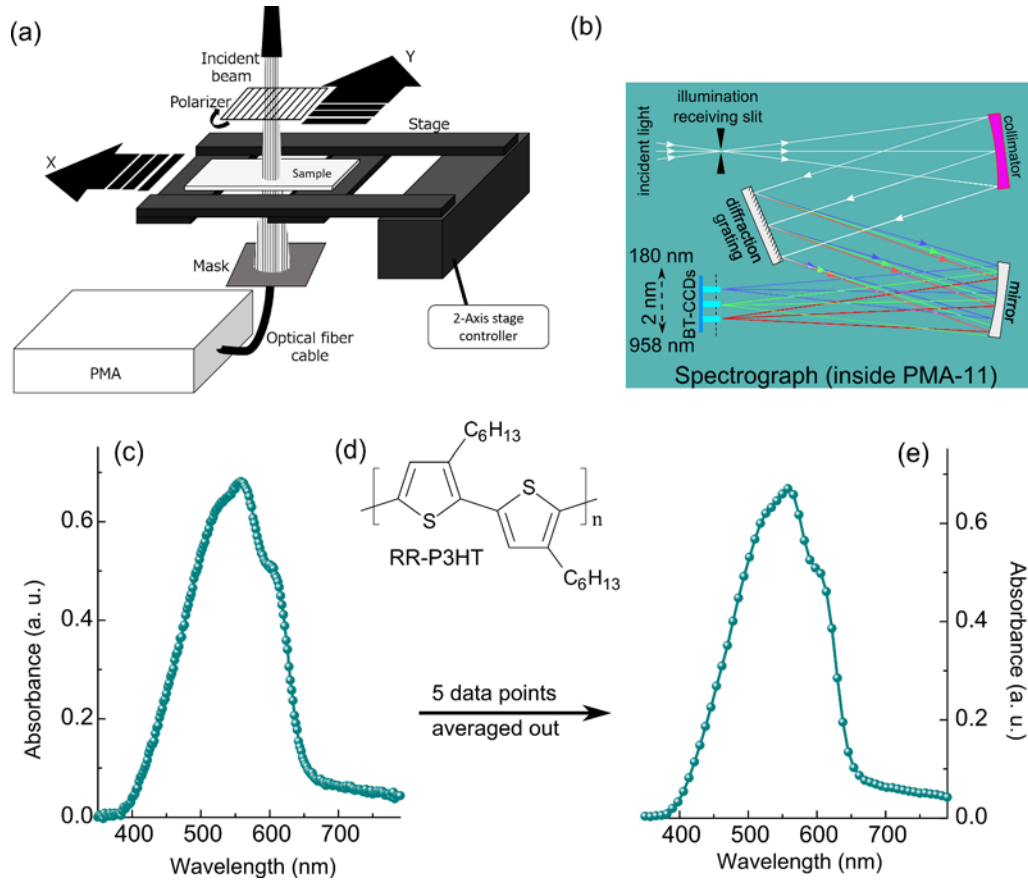 (a)
Incident
beam
Polarizer
Y
X
Stage
Sample
Mask
Optical fiber
cable
PMA
2-Axis stage
controller
(b)
illumination
receiving slit
incident light
collimator
diffraction
grating
180 nm
2 nm
958 nm
BT-CCDs
mirror
Spectrograph (inside PMA-11)
(c)
Absorbance (a. u.)
0.6
0.4
0.2
0.0
400 500 600 700
Wavelength (nm)
(d)
C6H13
S
S
n
RR-P3HT
C6H13
5 data points
averaged out
(e)
0.6
0.4
0.2
0.0
Absorbance (a. u.)
400 500 600 700
Wavelength (nm)